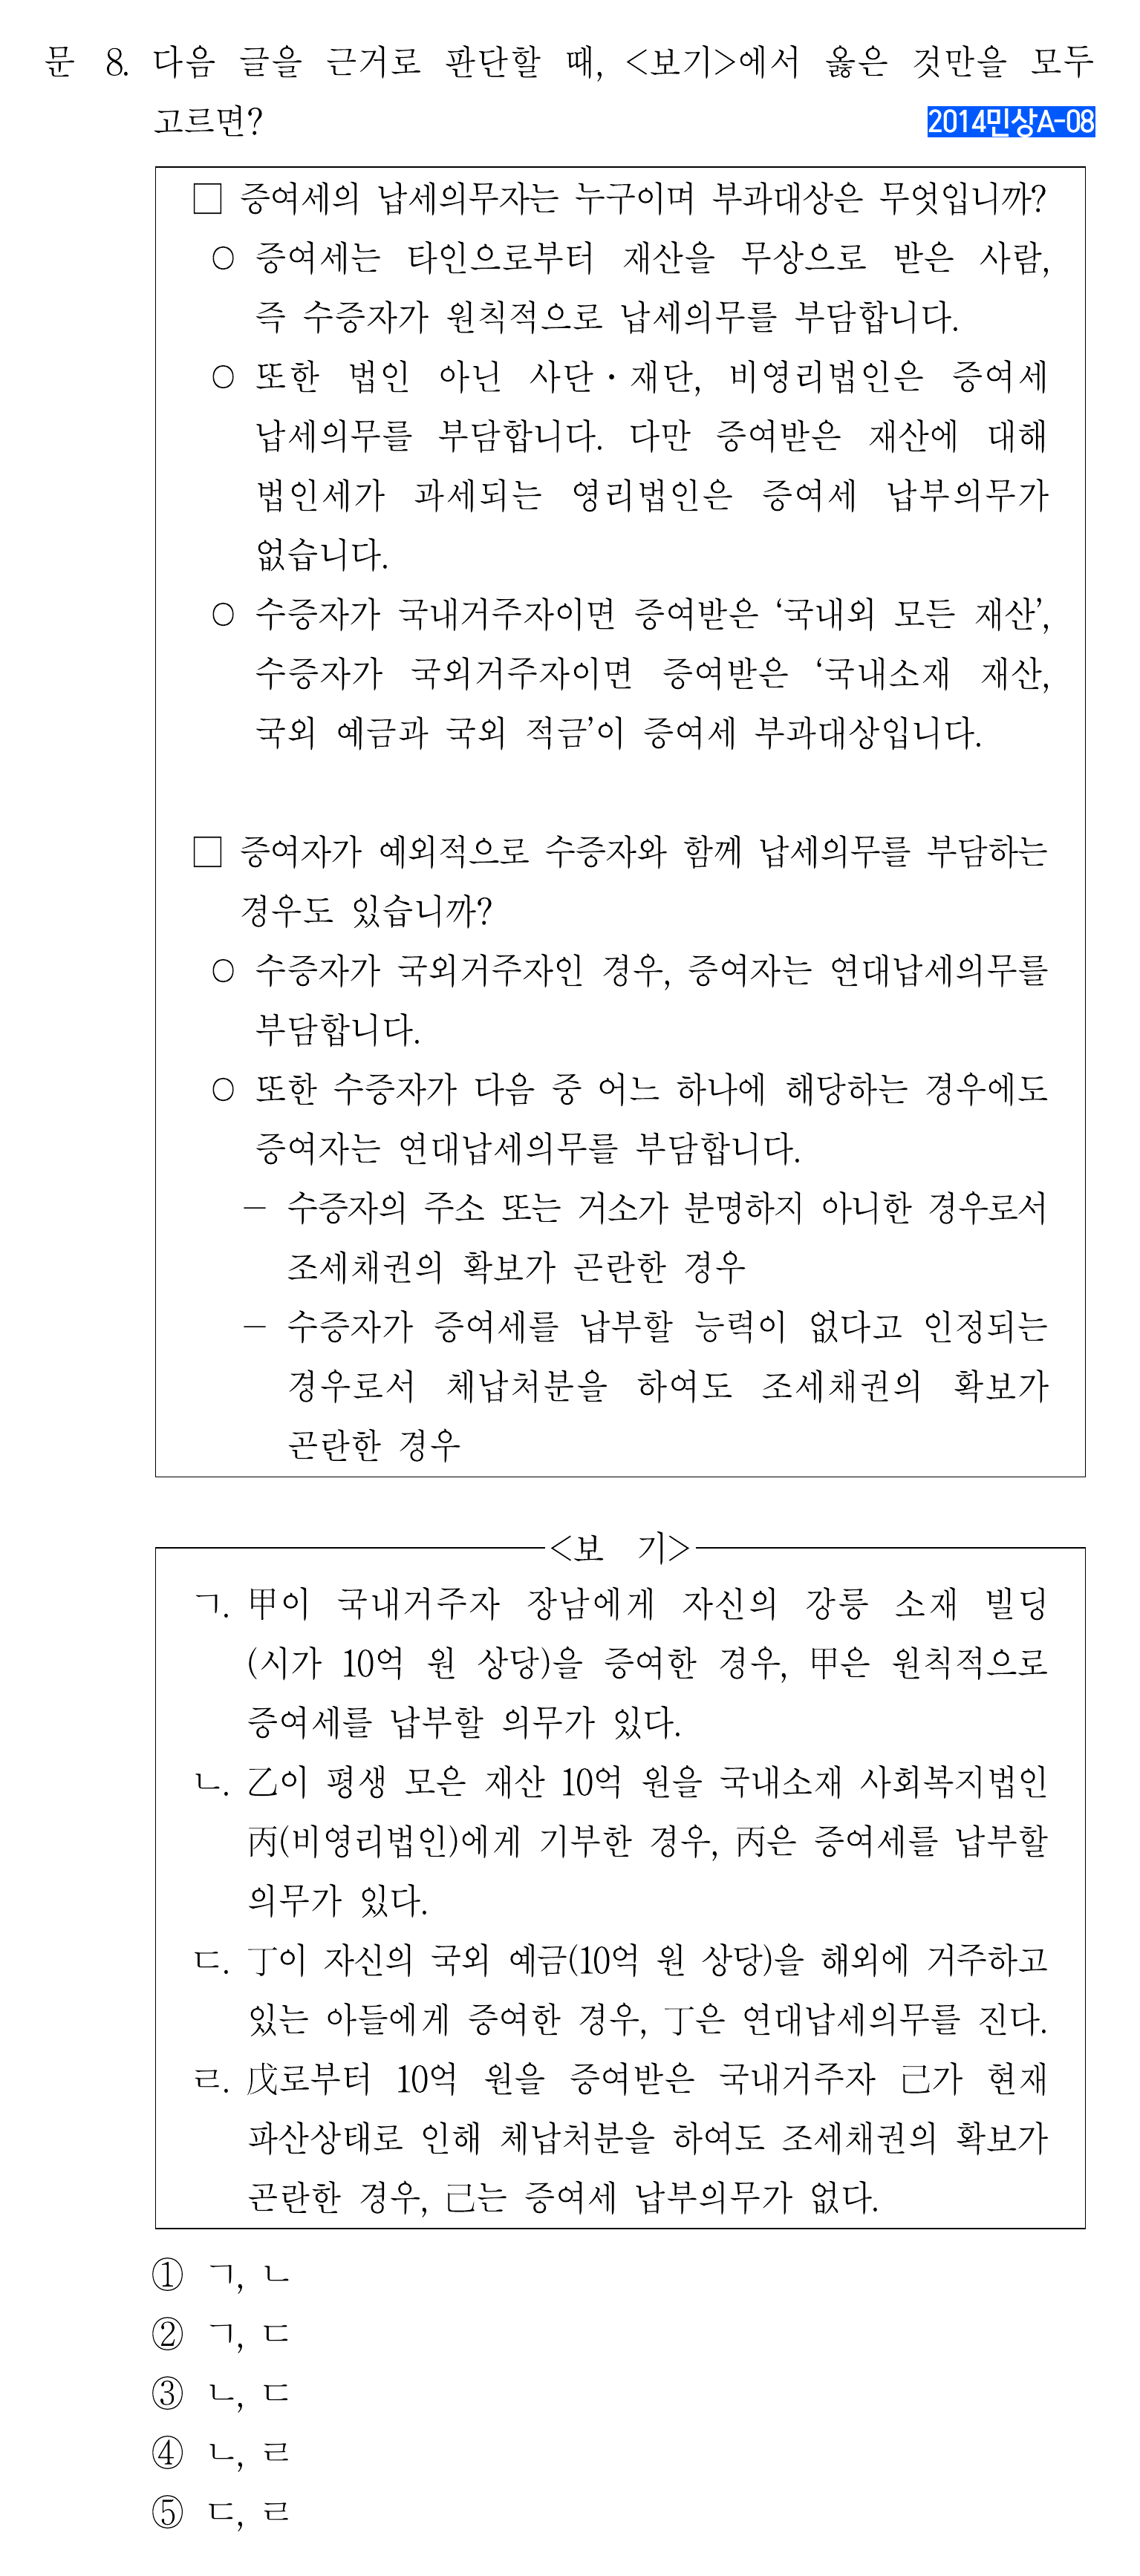 문 8. 다음 글을 근거로 판단할 때, <보기>에서 옳은 것만을 모두
고르면?
2014민상A-08
□ 증여세의 납세의무자는 누구이며 부과대상은 무엇입니까?
○ 증여세는 타인으로부터 재산을 무상으로 받은 사람,
즉 수증자가 원칙적으로 납세의무를 부담합니다.
○ 또한 법인 아닌 사단·재단, 비영리법인은 증여세
납세의무를 부담합니다. 다만 증여받은 재산에 대해
법인세가 과세되는 영리법인은 증여세 납부의무가
없습니다.
○ 수증자가 국내거주자이면 증여받은 ‘국내외 모든 재산’,
수증자가 국외거주자이면 증여받은 ‘국내소재 재산,
국외 예금과 국외 적금’이 증여세 부과대상입니다.
□ 증여자가 예외적으로 수증자와 함께 납세의무를 부담하는
경우도 있습니까?
○ 수증자가 국외거주자인 경우, 증여자는 연대납세의무를
부담합니다.
○ 또한 수증자가 다음 중 어느 하나에 해당하는 경우에도
증여자는 연대납세의무를 부담합니다.
― 수증자의 주소 또는 거소가 분명하지 아니한 경우로서
조세채권의 확보가 곤란한 경우
― 수증자가 증여세를 납부할 능력이 없다고 인정되는
경우로서 체납처분을 하여도 조세채권의 확보가
곤란한 경우
<보 기>
ㄱ. 甲이 국내거주자 장남에게 자신의 강릉 소재 빌딩
(시가 10억 원 상당)을 증여한 경우, 甲은 원칙적으로
증여세를 납부할 의무가 있다.
ㄴ. 乙이 평생 모은 재산 10억 원을 국내소재 사회복지법인
丙(비영리법인)에게 기부한 경우, 丙은 증여세를 납부할
의무가 있다.
ㄷ. 丁이 자신의 국외 예금(10억 원 상당)을 해외에 거주하고
있는 아들에게 증여한 경우, 丁은 연대납세의무를 진다.
ㄹ. 戊로부터 10억 원을 증여받은 국내거주자 己가 현재
파산상태로 인해 체납처분을 하여도 조세채권의 확보가
곤란한 경우, 己는 증여세 납부의무가 없다.
① ㄱ, ㄴ
② ㄱ, ㄷ
③ ㄴ, ㄷ
④ ㄴ, ㄹ
⑤ ㄷ, ㄹ